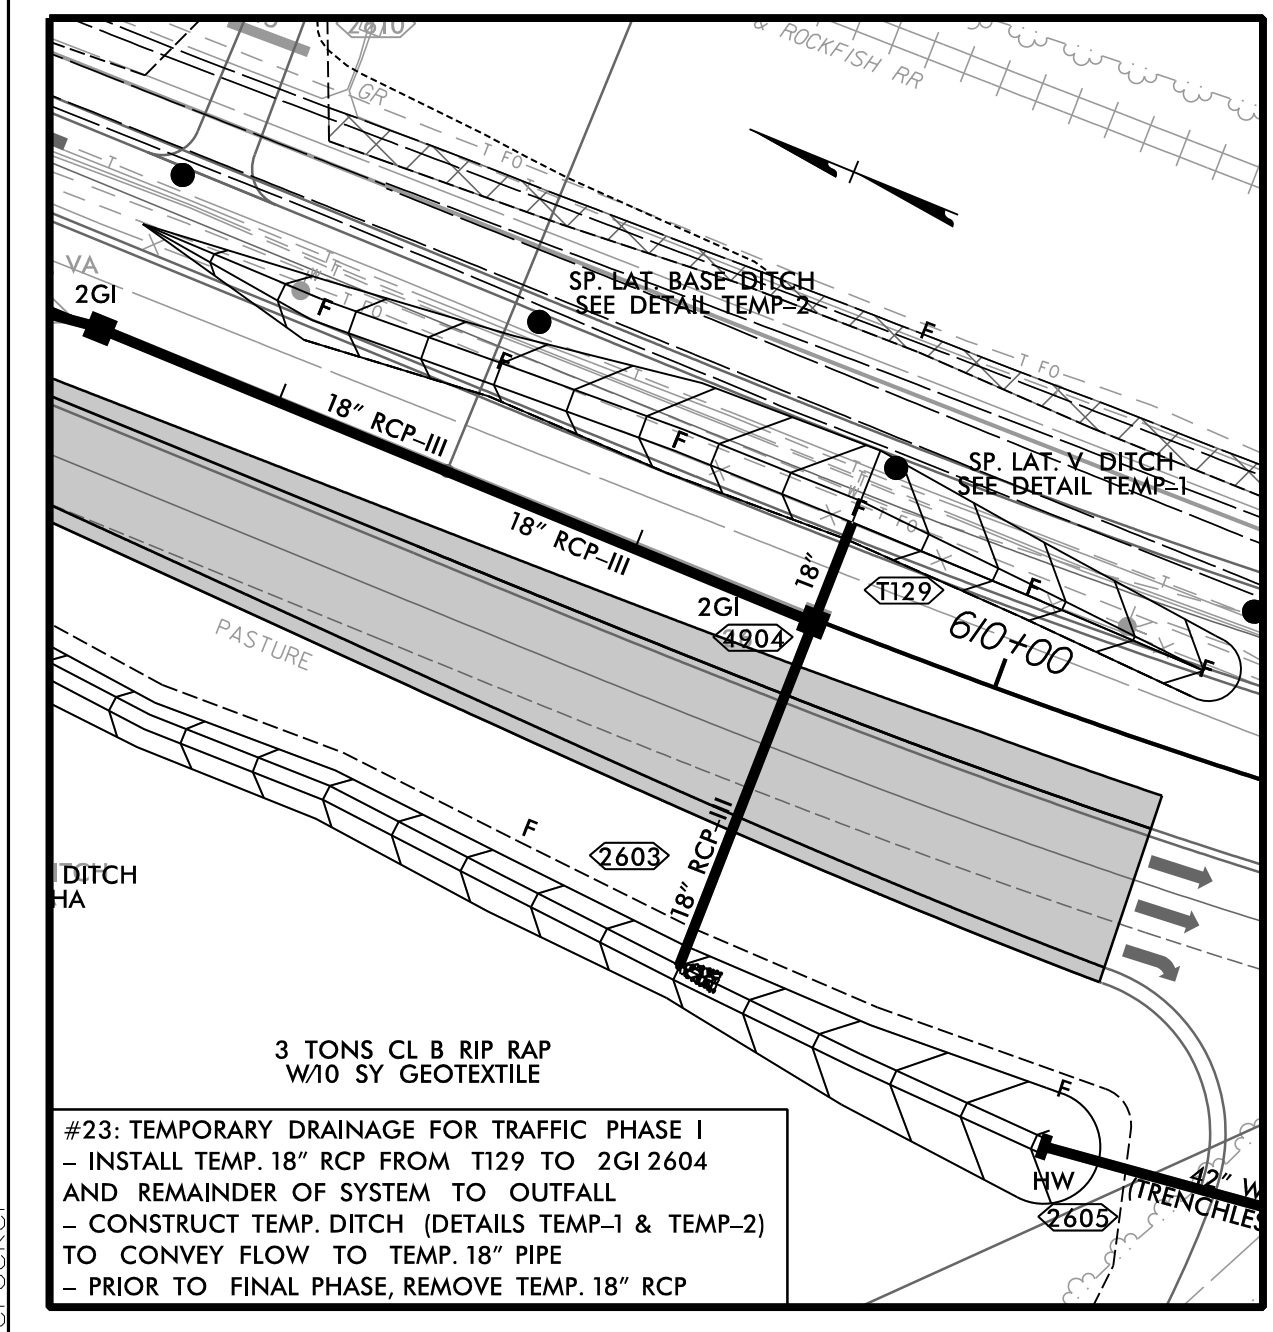 2610
& ROCKFISH RR
GR
T FO
T
VA
2GI
F
T FO
SP. LAT. BASE DITCH
SEE DETAIL TEMP-2
F
T FO
18" RCP-III
F
F
SP. LAT. V DITCH
SEE DETAIL TEMP-1
18" RCP-III
F
T FO
18"
2GI
T129
4904
F
610+00
T
F
PASTURE
F
2603
18" RCP-III
DITCH
HA
3 TONS CL B RIP RAP
W/10 SY GEOTEXTILE
F
HW
42" W
(TRENCHLES
2605
#23: TEMPORARY DRAINAGE FOR TRAFFIC PHASE I
- INSTALL TEMP. 18" RCP FROM T129 TO 2GI 2604
AND REMAINDER OF SYSTEM TO OUTFALL
- CONSTRUCT TEMP. DITCH (DETAILS TEMP-1 & TEMP-2)
TO CONVEY FLOW TO TEMP. 18" PIPE
- PRIOR TO FINAL PHASE, REMOVE TEMP. 18" RCP